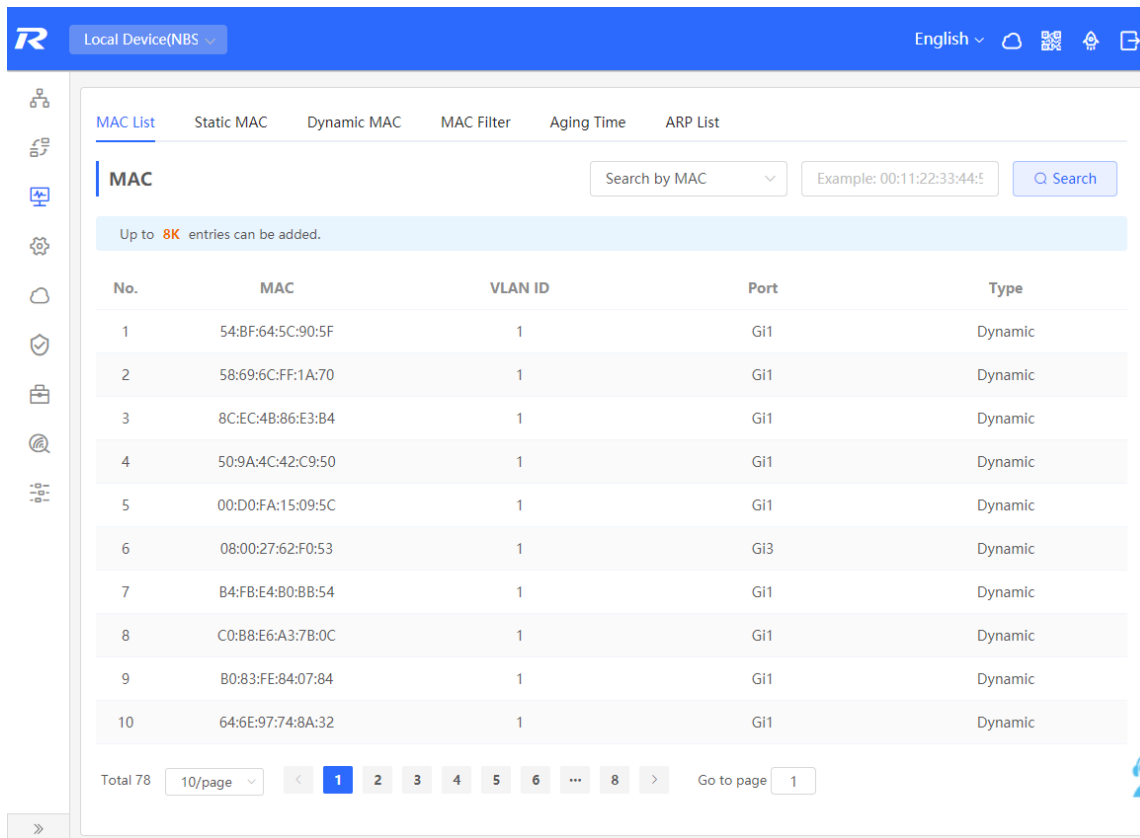 Local Device(NBS
English
MAC List Static MAC Dynamic MAC MAC Filter Aging Time ARP List
MAC
Search by MAC
Example: 00:11:22:33:44:5
Search
Up to 8K entries can be added.
No. MAC VLAN ID Port Type
1 54:BF:64:5C:90:5F 1 Gi1 Dynamic
2 58:69:6C:FF:1A:70 1 Gi1 Dynamic
3 8C:EC:4B:86:E3:B4 1 Gi1 Dynamic
4 50:9A:4C:42:C9:50 1 Gi1 Dynamic
5 00:D0:FA:15:09:5C 1 Gi1 Dynamic
6 08:00:27:62:F0:53 1 Gi3 Dynamic
7 B4:FB:E4:B0:BB:54 1 Gi1 Dynamic
8 C0:B8:E6:A3:7B:0C 1 Gi1 Dynamic
9 B0:83:FE:84:07:84 1 Gi1 Dynamic
10 64:6E:97:74:8A:32 1 Gi1 Dynamic
Total 78 10/page < 1 2 3 4 5 6 ••• 8 > Go to page 1